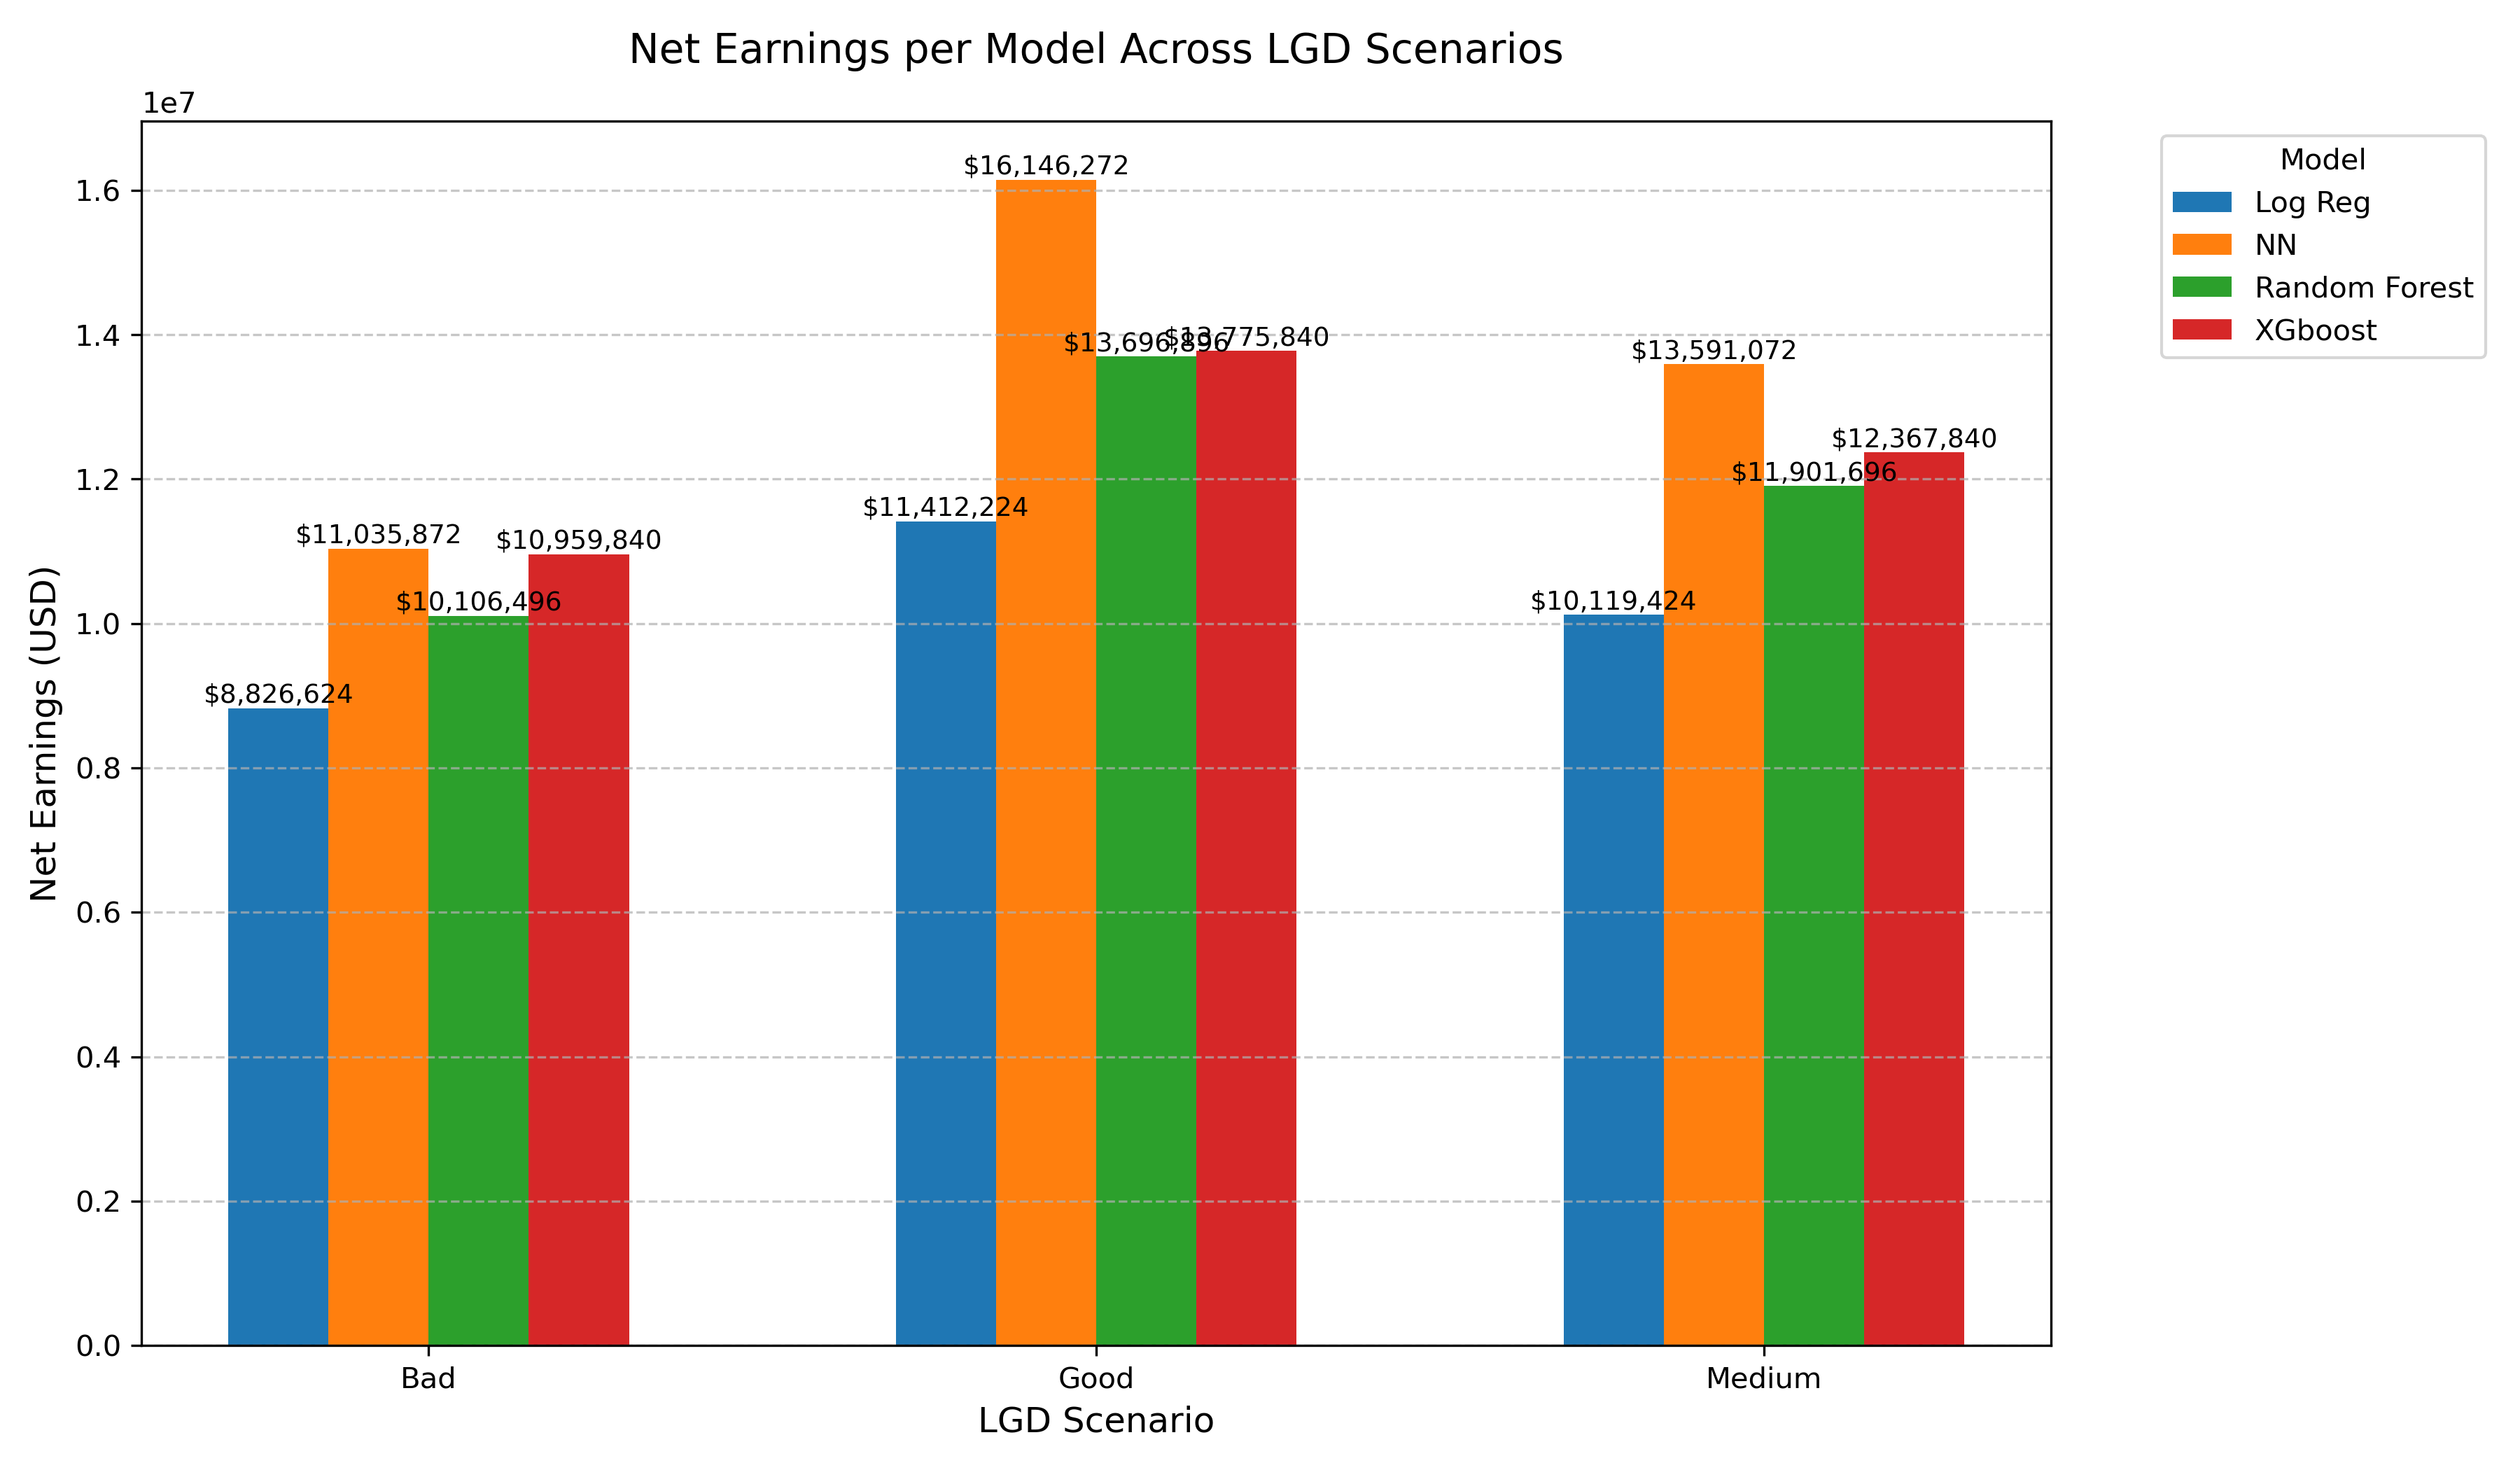 Net Earnings per Model Across LGD Scenarios
1e7
1.6
1.4
1.2
1.0
0.8
0.6
0.4
0.2
0.0
Net Earnings (USD)
$8,826,624
$11,035,872
$10,106,496
$10,959,840
$11,412,224
$16,146,272
$13,696,896
$13,775,840
$10,119,424
$13,591,072
$11,901,696
$12,367,840
Bad
Good
Medium
LGD Scenario
Model
Log Reg
NN
Random Forest
XGboost